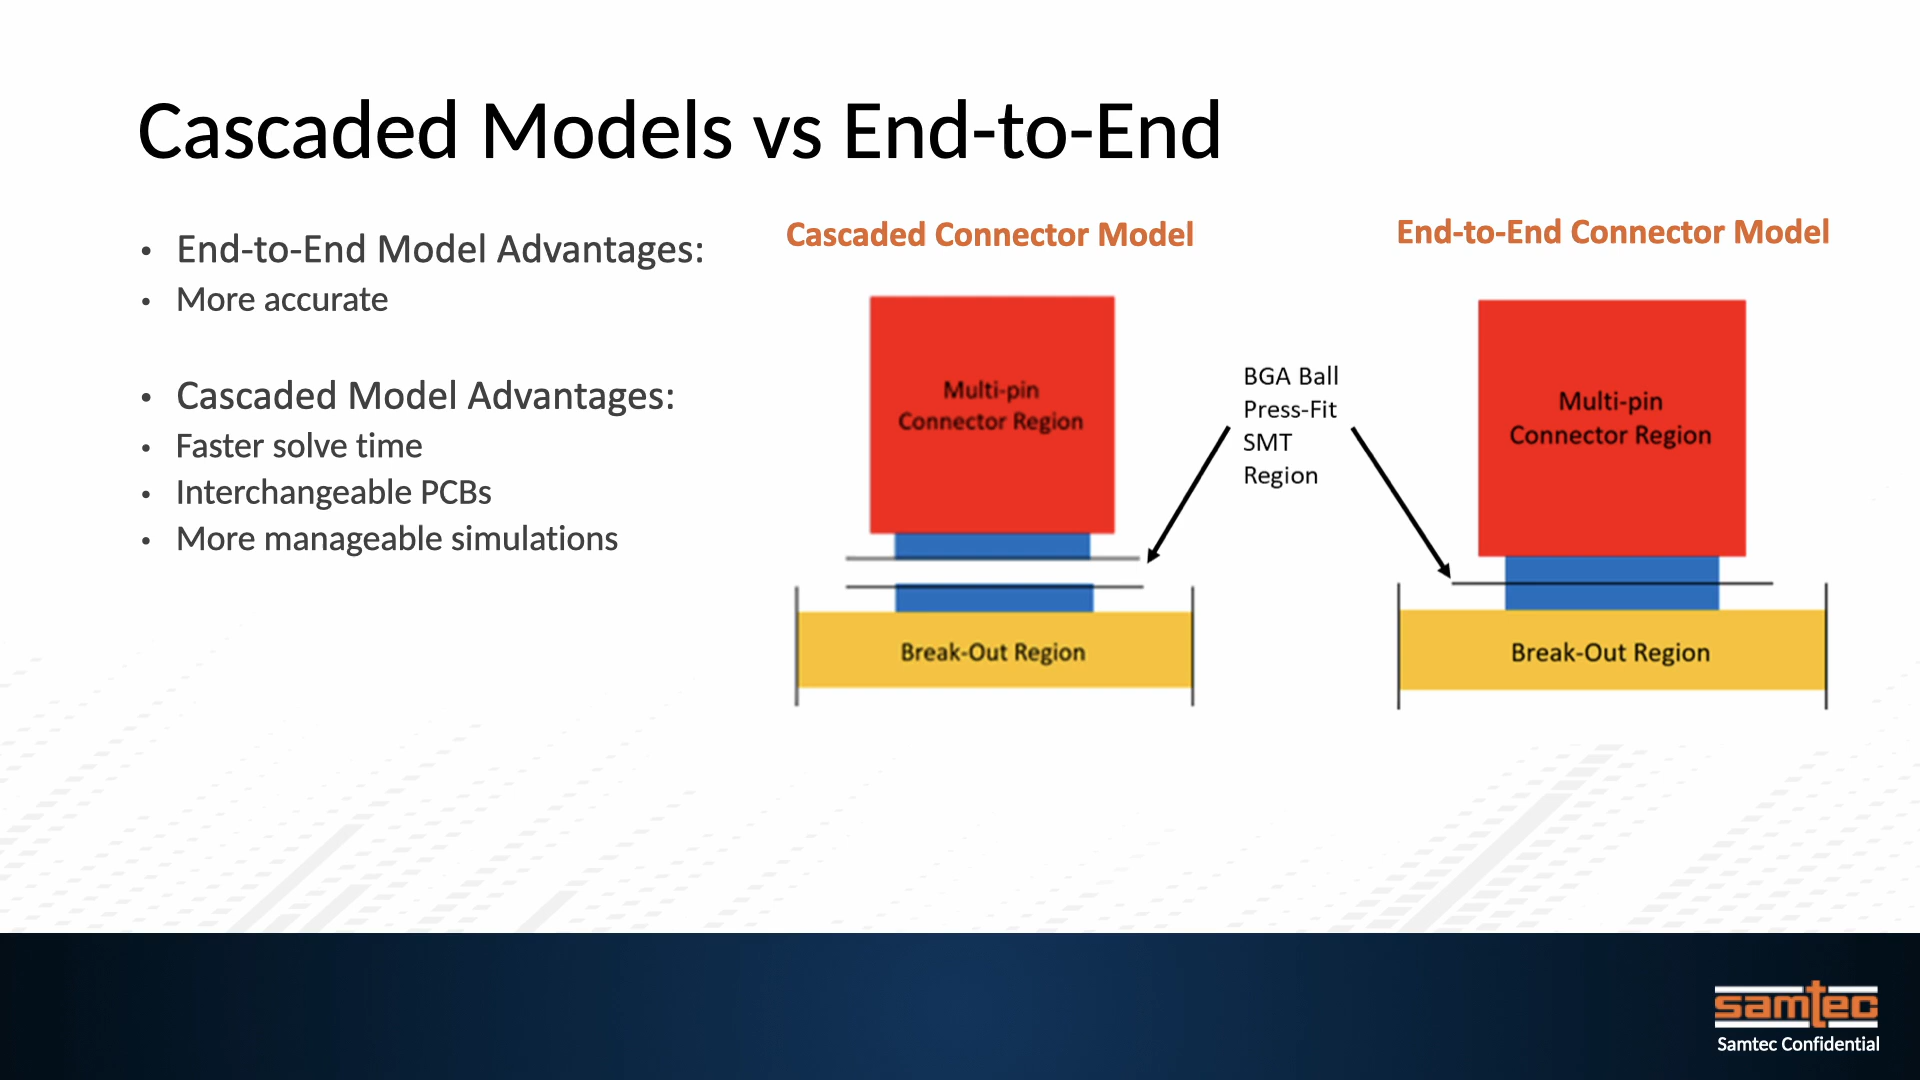 Cascaded Models vs End-to-End
• End-to-End Model Advantages:
• More accurate
• Cascaded Model Advantages:
• Faster solve time
• Interchangeable PCBs
• More manageable simulations
Cascaded Connector Model
Multi-pin
Connector Region
Break-Out Region
BGA Ball
Press-Fit
SMT
Region
End-to-End Connector Model
Multi-pin
Connector Region
Break-Out Region
samtec
Samtec Confidential